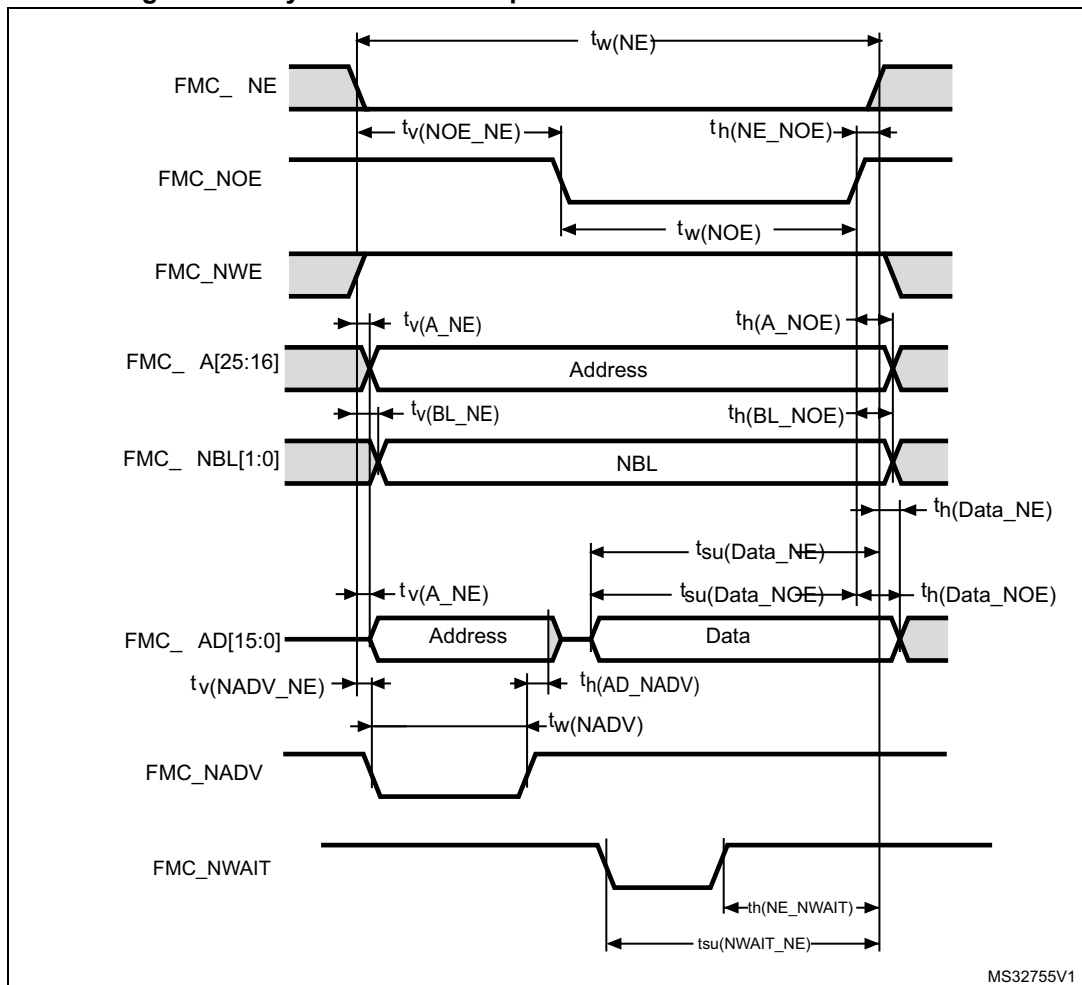 tw(NE)
FMC_ NE
tv(NOE_NE)
th(NE_NOE)
FMC_NOE
tw(NOE)
FMC_NWE
tv(A_NE)
th(A_NOE)
FMC_ A[25:16]
Address
tv(BL_NE)
th(BL_NOE)
FMC_ NBL[1:0]
NBL
th(Data_NE)
tsu(Data_NE)
tv(A_NE)
tsu(Data_NOE)
th(Data_NOE)
FMC_ AD[15:0]
Address
Data
tv(NADV_NE)
th(AD_NADV)
tw(NADV)
FMC_NADV
FMC_NWAIT
th(NE_NWAIT)
tsu(NWAIT_NE)
MS32755V1